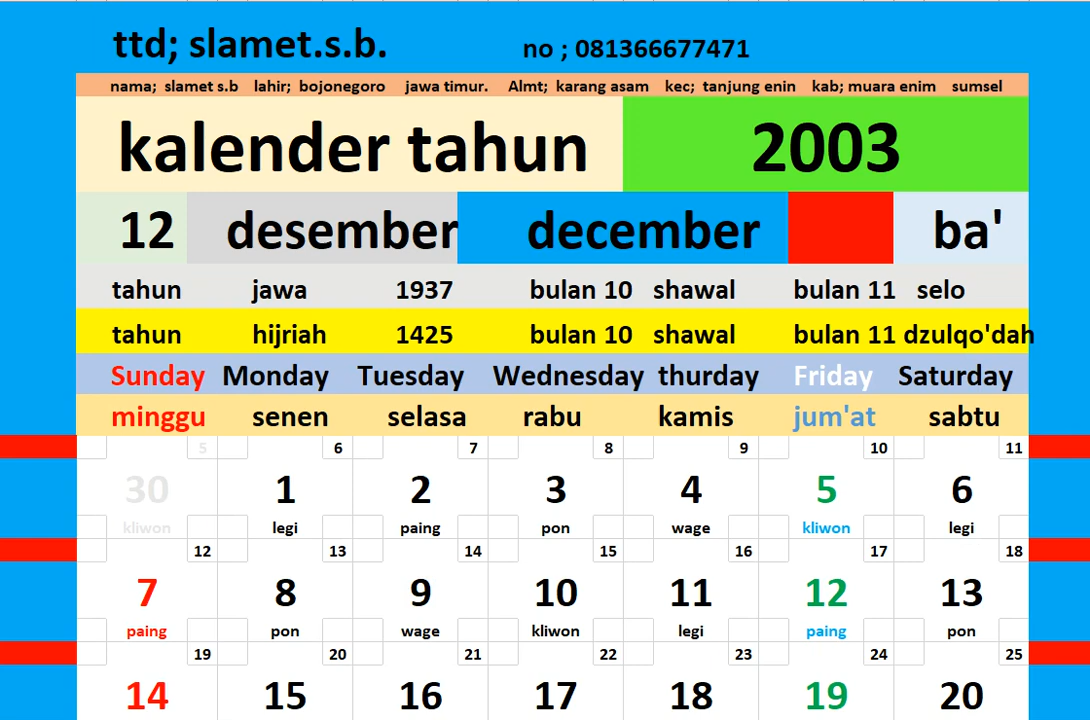 ttd; slamet.s.b. no ; 081366677471
nama; slamet s.b lahir; bojonegoro jawa timur. Almt; karang asam kec; tanjung enin kab; muara enim sumsel
kalender tahun 2003
12 desember december ba'
tahun jawa 1937 bulan 10 shawal bulan 11 selo
tahun hijriah 1425 bulan 10 shawal bulan 11 dzulqo'dah
Sunday Monday Tuesday Wednesday thurday Friday Saturday
minggu senen selasa rabu kamis jum'at sabtu
5 6 7 8 9 10 11
30 1 2 3 4 5 6
kliwon legi paing pon wage kliwon legi
12 13 14 15 16 17 18
7 8 9 10 11 12 13
paing pon wage kliwon legi paing pon
19 20 21 22 23 24 25
14 15 16 17 18 19 20